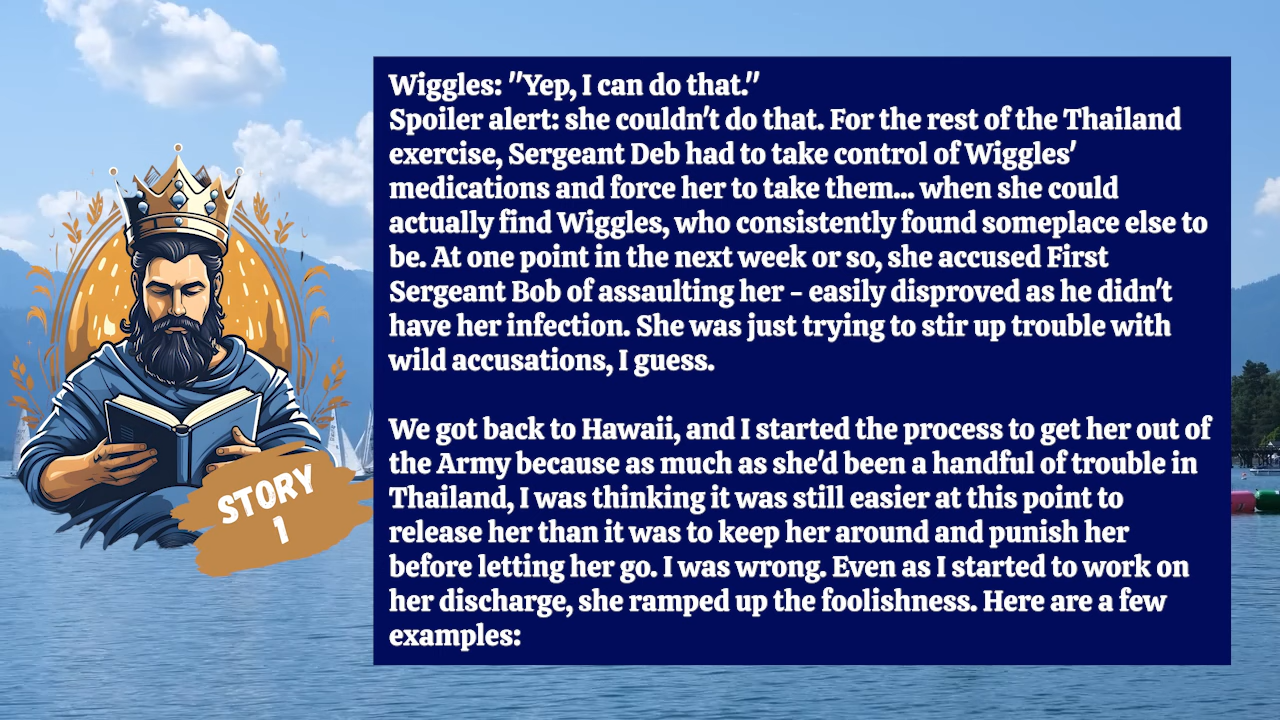 Wiggles: "Yep, I can do that."
Spoiler alert: she couldn't do that. For the rest of the Thailand
exercise, Sergeant Deb had to take control of Wiggles'
medications and force her to take them... when she could
actually find Wiggles, who consistently found someplace else to
be. At one point in the next week or so, she accused First
Sergeant Bob of assaulting her - easily disproved as he didn't
have her infection. She was just trying to stir up trouble with
wild accusations, I guess.
We got back to Hawaii, and I started the process to get her out of
the Army because as much as she'd been a handful of trouble in
Thailand, I was thinking it was still easier at this point to
release her than it was to keep her around and punish her
before letting her go. I was wrong. Even as I started to work on
her discharge, she ramped up the foolishness. Here are a few
examples:
STORY
1